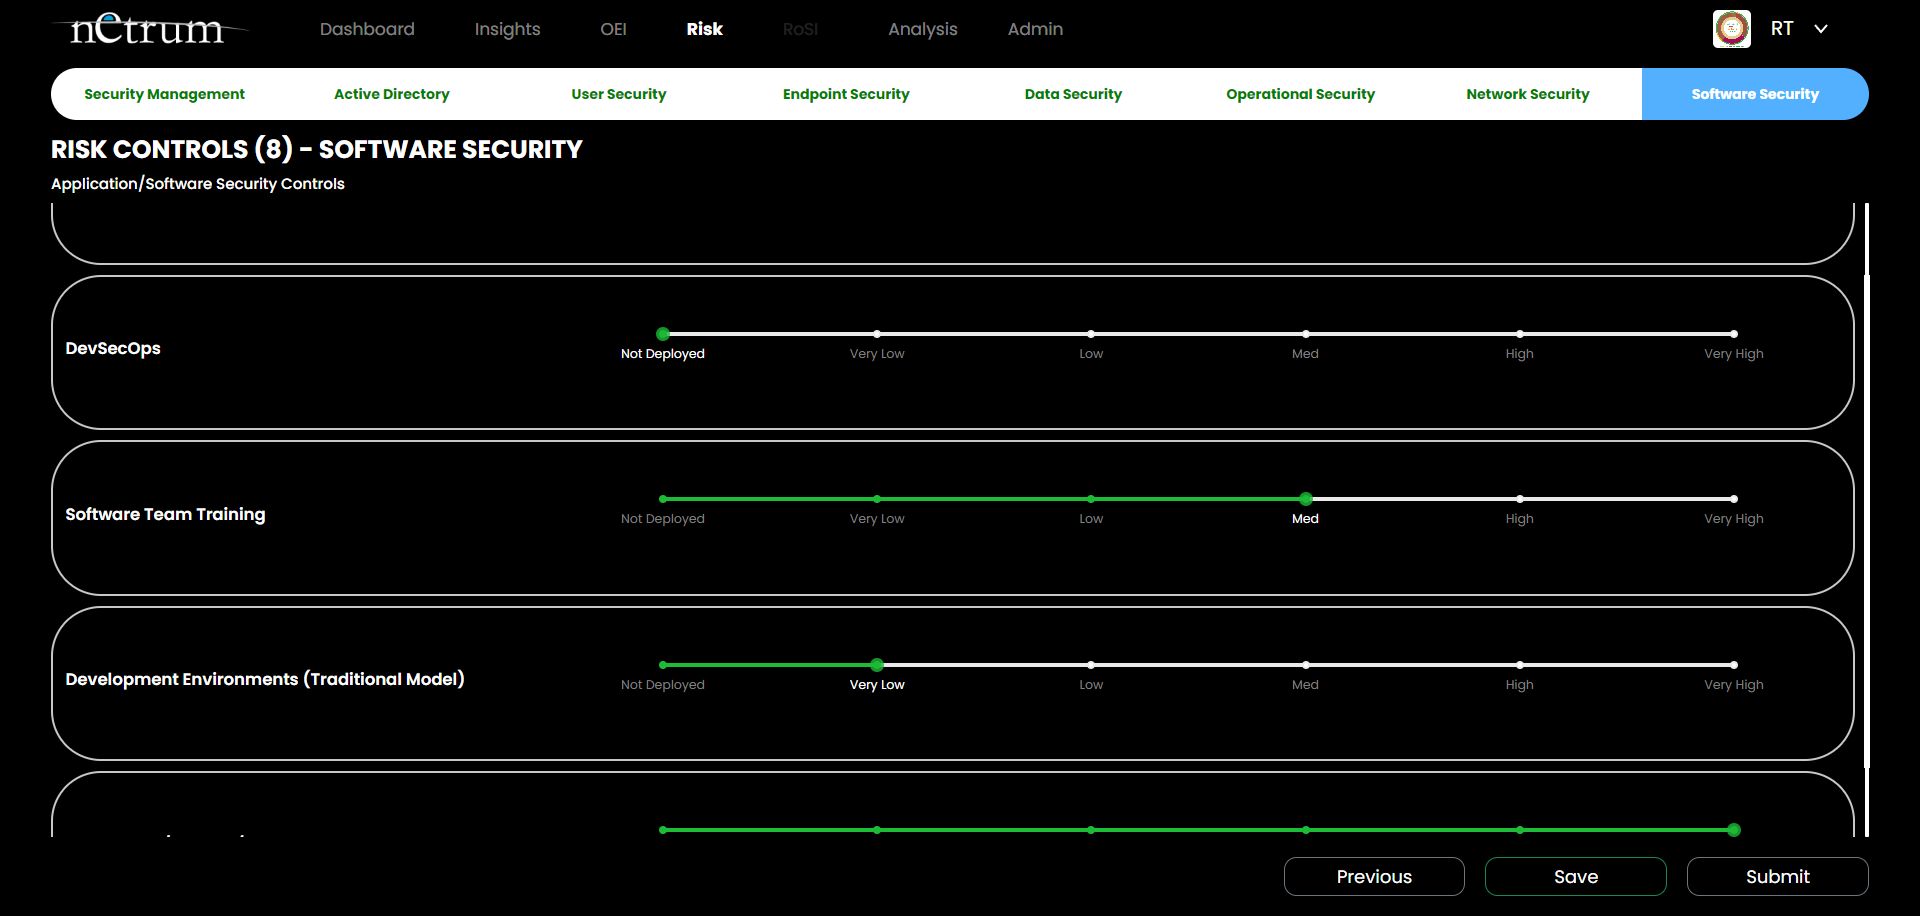 netrum
Dashboard Insights OEI Risk RoSI Analysis Admin RT
Security Management Active Directory User Security Endpoint Security Data Security Operational Security Network Security Software Security
RISK CONTROLS (8) - SOFTWARE SECURITY
Application/Software Security Controls
DevSecOps
Not Deployed Very Low Low Med High Very High
Software Team Training
Not Deployed Very Low Low Med High Very High
Development Environments (Traditional Model)
Not Deployed Very Low Low Med High Very High
Previous Save Submit